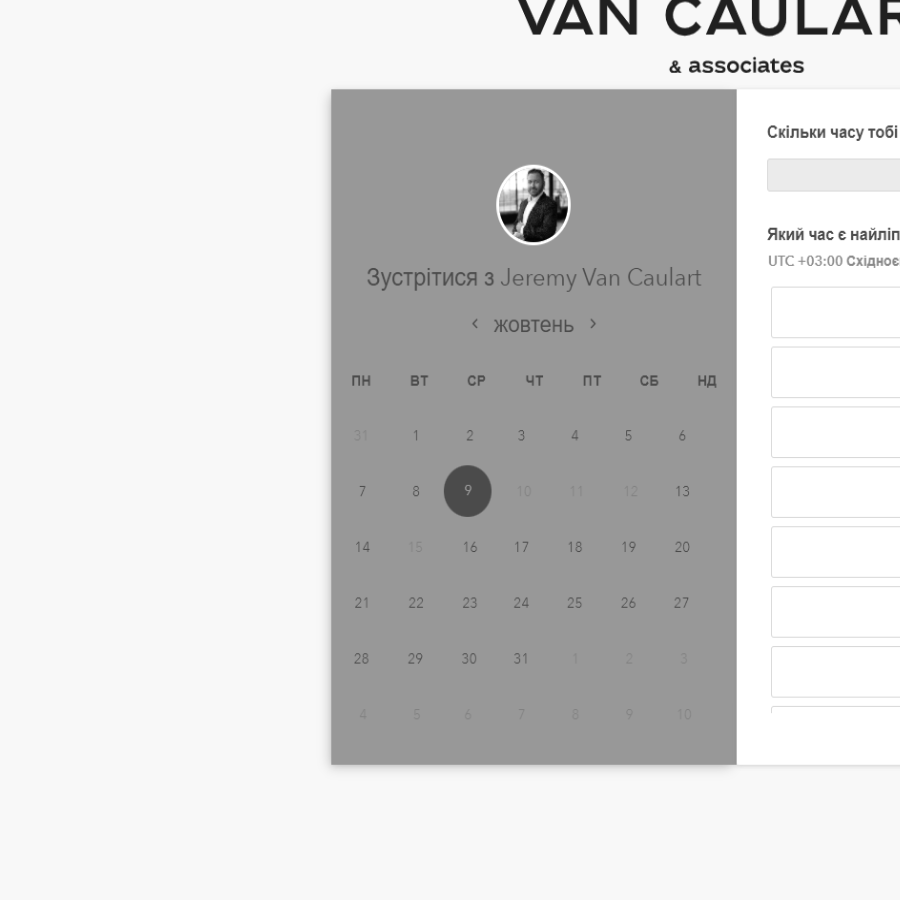 VAN CAULAR
& associates
Скільки часу тобі
Який час є найліп
UTC +03:00 Східноє
Зустрітися з Jeremy Van Caulart
‹ жовтень ›
ПН ВТ СР ЧТ ПТ СБ НД
31 1 2 3 4 5 6
7 8 9 10 11 12 13
14 15 16 17 18 19 20
21 22 23 24 25 26 27
28 29 30 31 1 2 3
4 5 6 7 8 9 10